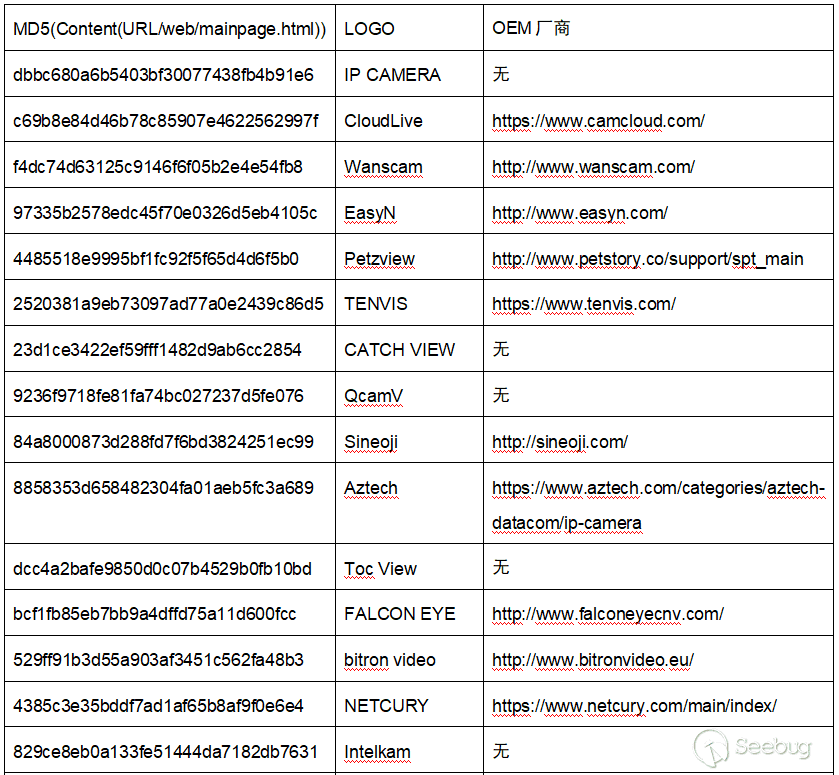 MD5(Content(URL/web/mainpage.html)) LOGO OEM 厂商
dbbc680a6b5403bf30077438fb4b91e6 IP CAMERA 无
c69b8e84d46b78c85907e4622562997f CloudLive https://www.camcloud.com/
f4dc74d63125c9146f6f05b2e4e54fb8 Wanscam http://www.wanscam.com/
97335b2578edc45f70e0326d5eb4105c EasyN http://www.easyn.com/
4485518e9995bf1fc92f5f65d4d6f5b0 Petzview http://www.petstory.co/support/spt_main
2520381a9eb73097ad77a0e2439c86d5 TENVIS https://www.tenvis.com/
23d1ce3422ef59fff1482d9ab6cc2854 CATCH VIEW 无
9236f9718fe81fa74bc027237d5fe076 QcamV 无
84a8000873d288fd7f6bd3824251ec99 Sineoji http://sineoji.com/
8858353d658482304fa01aeb5fc3a689 Aztech https://www.aztech.com/categories/aztech-
datacom/ip-camera
dcc4a2bafe9850d0c07b4529b0fb10bd Toc View 无
bcf1fb85eb7bb9a4dffd75a11d600fcc FALCON EYE http://www.falconeyecnv.com/
529ff91b3d55a903af3451c562fa48b3 bitron video http://www.bitronvideo.eu/
4385c3e35bddf7ad1af65b8af9f0e6e4 NETCURY https://www.netcury.com/main/index/
829ce8eb0a133fe51444da7182db7631 Intelkam 无
Seebug